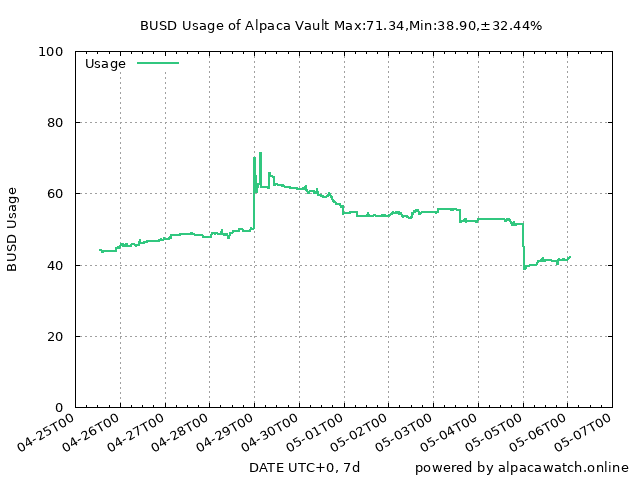 BUSD Usage of Alpaca Vault Max:71.34,Min:38.90,±32.44%
Usage
BUSD Usage
100
80
60
40
20
0
04-25T00
04-26T00
04-27T00
04-28T00
04-29T00
04-30T00
05-01T00
05-02T00
05-03T00
05-04T00
05-05T00
05-06T00
05-07T00
DATE UTC+0, 7d
powered by alpacawatch.online